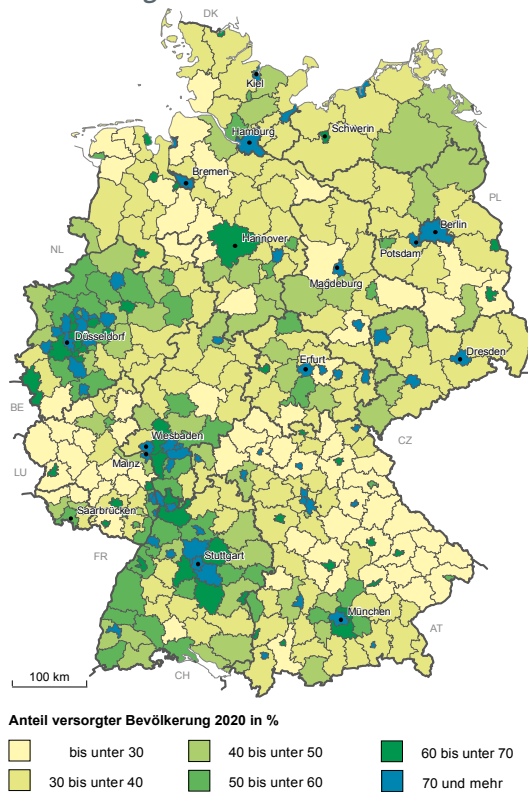 DK
Kiel
Hamburg
Schwerin
Bremen
PL
Berlin
NL
Hannover
Potsdam
Magdeburg
Düsseldorf
Erfurt
Dresden
BE
Wiesbaden
CZ
LU
Mainz
Saarbrücken
FR
Stuttgart
München
AT
CH
100 km
Anteil versorgter Bevölkerung 2020 in %
bis unter 30
40 bis unter 50
60 bis unter 70
30 bis unter 40
50 bis unter 60
70 und mehr